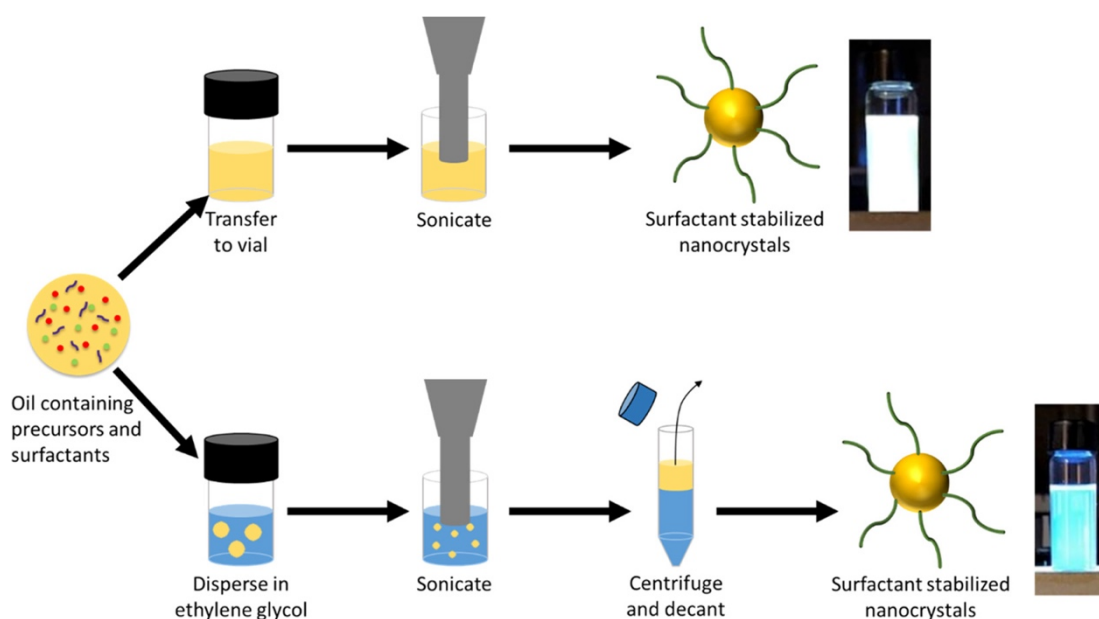 Transfer
to vial
Sonicate
Surfactant stabilized
nanocrystals
Oil containing
precursors and
surfactants
Disperse in
ethylene glycol
Sonicate
Centrifuge
and decant
Surfactant stabilized
nanocrystals